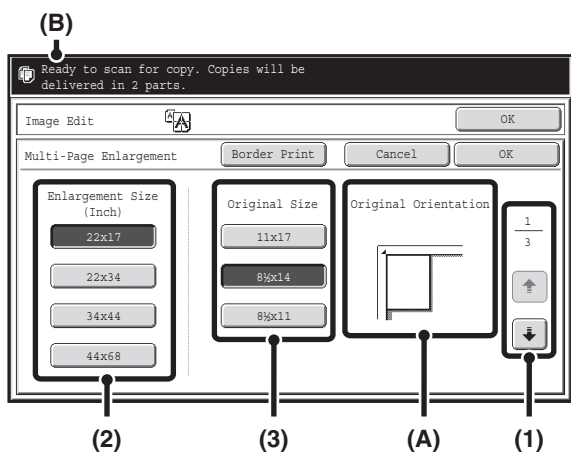 (B)
Ready to scan for copy. Copies will be
delivered in 2 parts.
Image Edit
A A
OK
Multi-Page Enlargement
Border Print
Cancel
OK
Enlargement Size
(Inch)
22x17
22x34
34x44
44x68
Original Size
11x17
8½x14
8½x11
Original Orientation
1
3
(2)
(3)
(A)
(1)